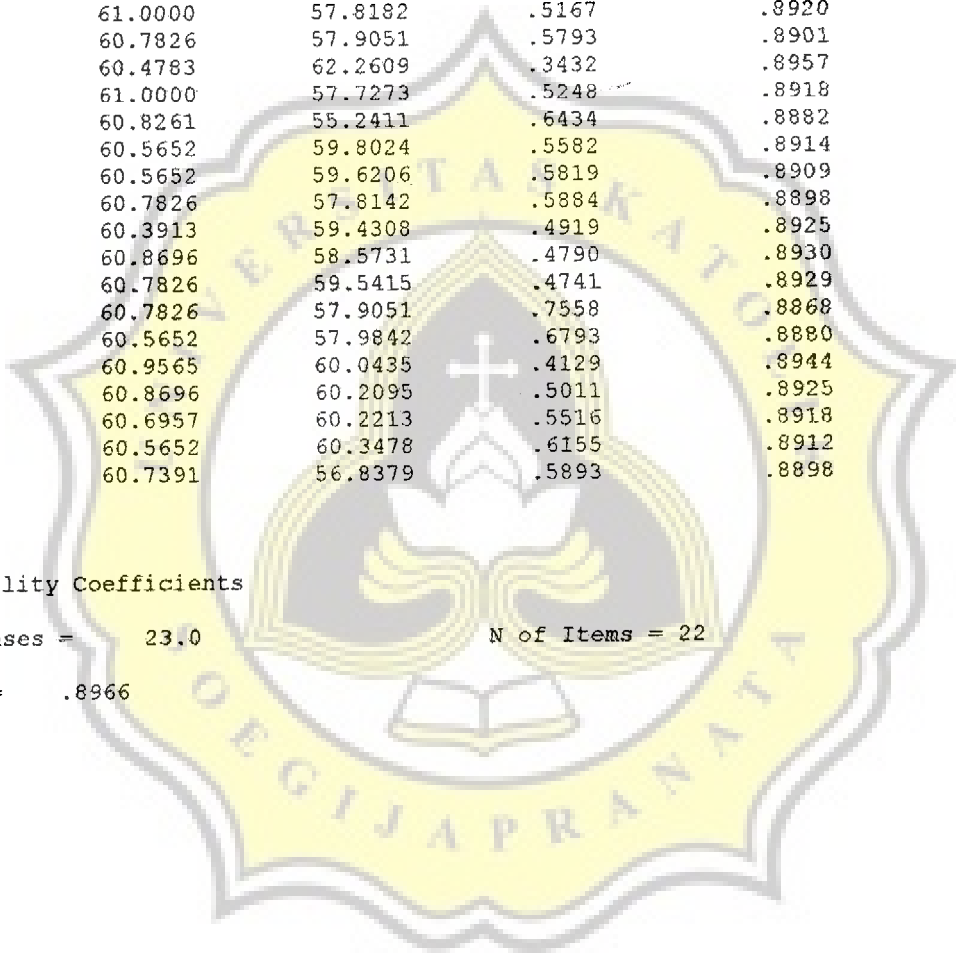 61.0000 57.8182 .5167 .8920
60.7826 57.9051 .5793 .8901
60.4783 62.2609 .3432 .8957
61.0000 57.7273 .5248 .8918
60.8261 55.2411 .6434 .8882
60.5652 59.8024 .5582 .8914
60.5652 59.6206 .5819 .8909
60.7826 57.8142 .5884 .8898
60.3913 59.4308 .4919 .8925
60.8696 58.5731 .4790 .8930
60.7826 59.5415 .4741 .8929
60.7826 57.9051 .7558 .8868
60.5652 57.9842 .6793 .8880
60.9565 60.0435 .4129 .8944
60.8696 60.2095 .5011 .8925
60.6957 60.2213 .5516 .8918
60.5652 60.3478 .6155 .8912
60.7391 56.8379 .5893 .8898
lity Coefficients
ses = 23.0 N of Items = 22
= .8966
VERSITAS KATO
OEGIJAPRANATA